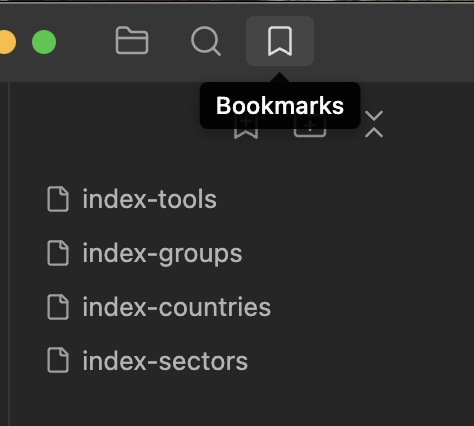 Bookmarks
index-tools
index-groups
index-countries
index-sectors